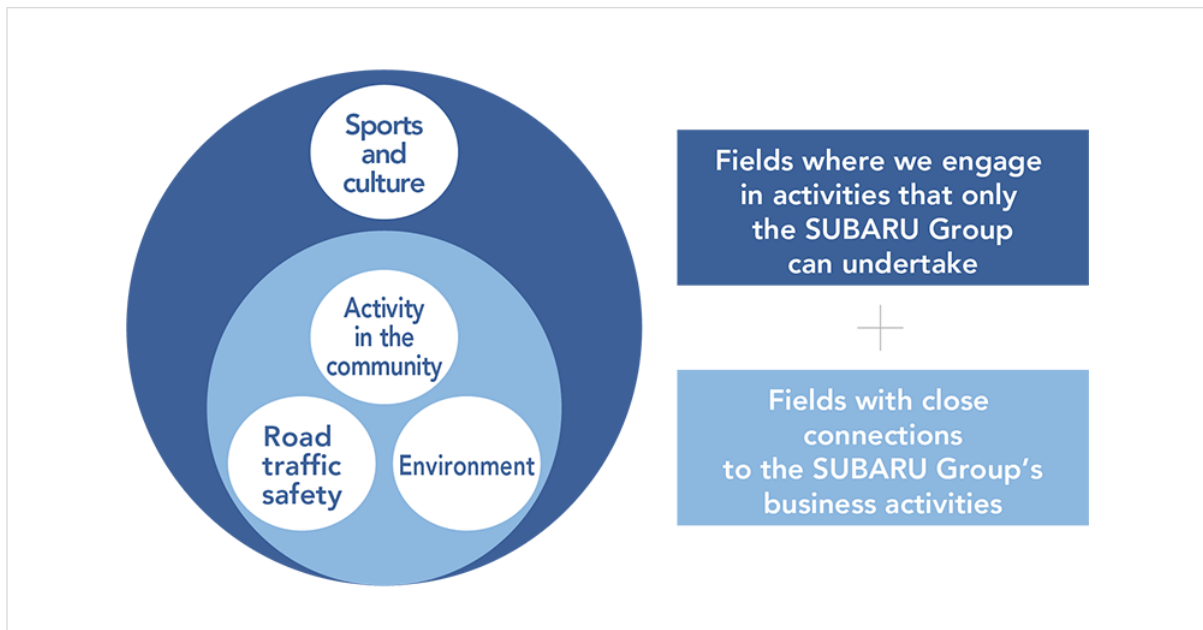 Sports
and
culture
Activity
in the
community
Road
traffic
safety
Environment
Fields where we engage
in activities that only
the SUBARU Group
can undertake
+
Fields with close
connections
to the SUBARU Group’s
business activities